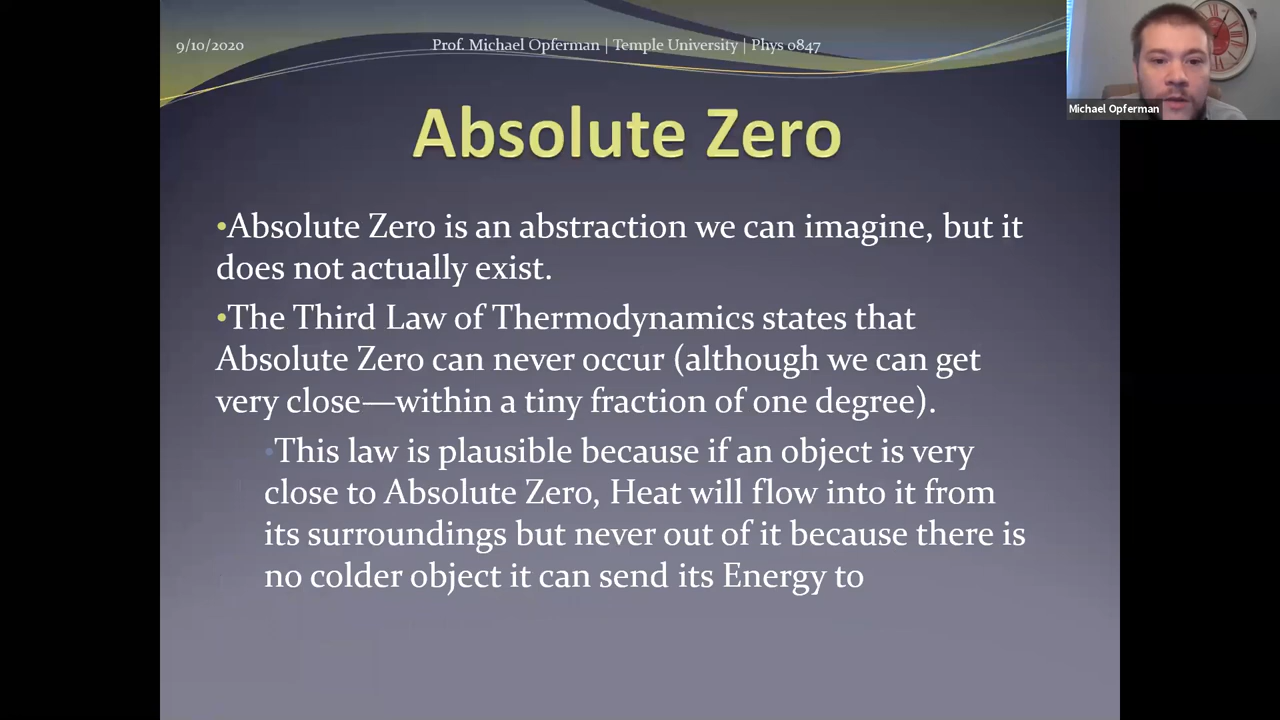 9/10/2020
Prof. Michael Opferman | Temple University | Phys 0847
Michael Opferman
Absolute Zero
•Absolute Zero is an abstraction we can imagine, but it
does not actually exist.
•The Third Law of Thermodynamics states that
Absolute Zero can never occur (although we can get
very close—within a tiny fraction of one degree).
•This law is plausible because if an object is very
close to Absolute Zero, Heat will flow into it from
its surroundings but never out of it because there is
no colder object it can send its Energy to